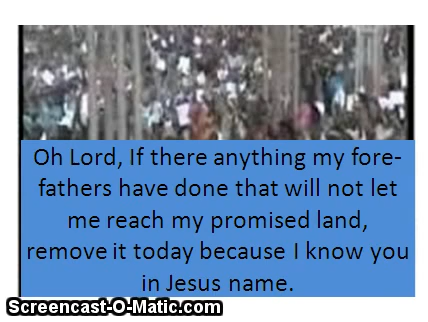 Oh Lord, If there anything my fore-
fathers have done that will not let
me reach my promised land,
remove it today because I know you
in Jesus name.
Screencast-O-Matic.com